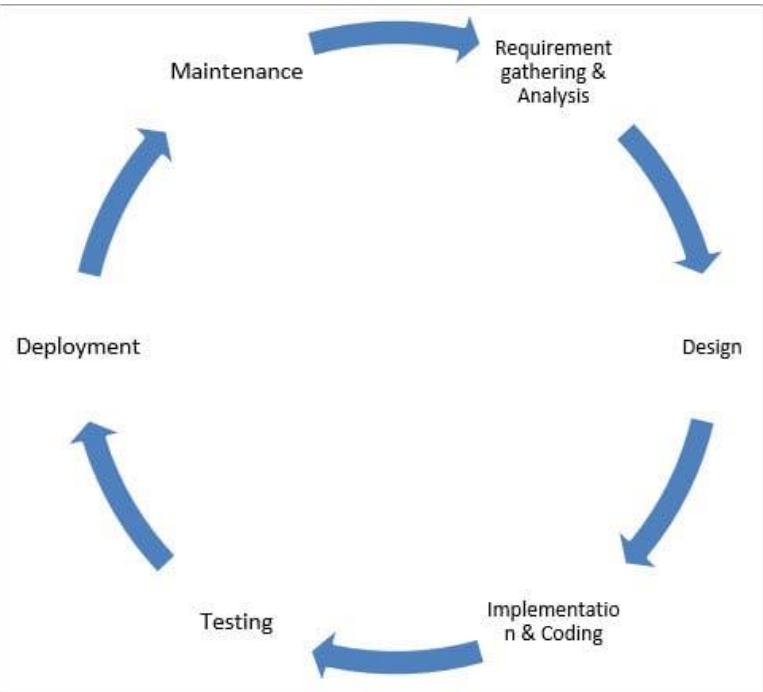 Maintenance
Requirement
gathering &
Analysis
Design
Implementatio
n & Coding
Testing
Deployment